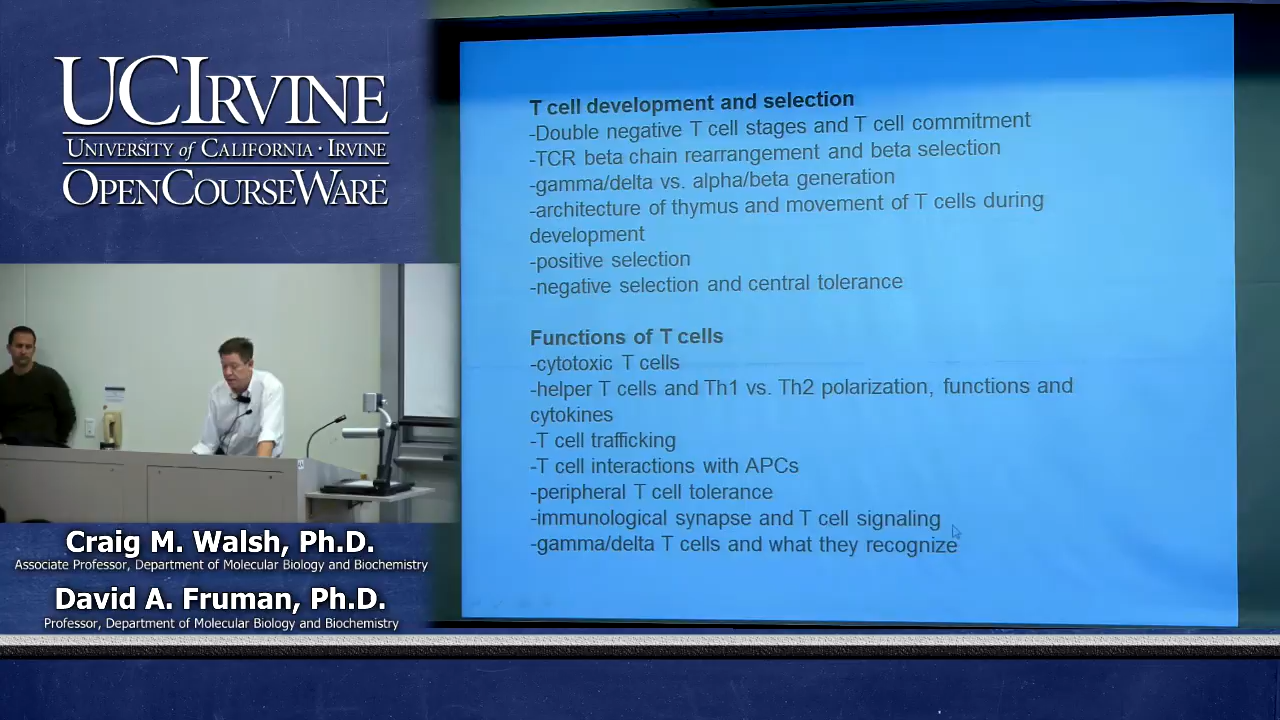 UCIRVINE
UNIVERSITY of CALIFORNIA · IRVINE
OPENCOURSEWARE
T cell development and selection
-Double negative T cell stages and T cell commitment
-TCR beta chain rearrangement and beta selection
-gamma/delta vs. alpha/beta generation
-architecture of thymus and movement of T cells during
development
-positive selection
-negative selection and central tolerance
Functions of T cells
-cytotoxic T cells
-helper T cells and Th1 vs. Th2 polarization, functions and
cytokines
-T cell trafficking
-T cell interactions with APCs
-peripheral T cell tolerance
-immunological synapse and T cell signaling
-gamma/delta T cells and what they recognize
Craig M. Walsh, Ph.D.
Associate Professor, Department of Molecular Biology and Biochemistry
David A. Fruman, Ph.D.
Professor, Department of Molecular Biology and Biochemistry